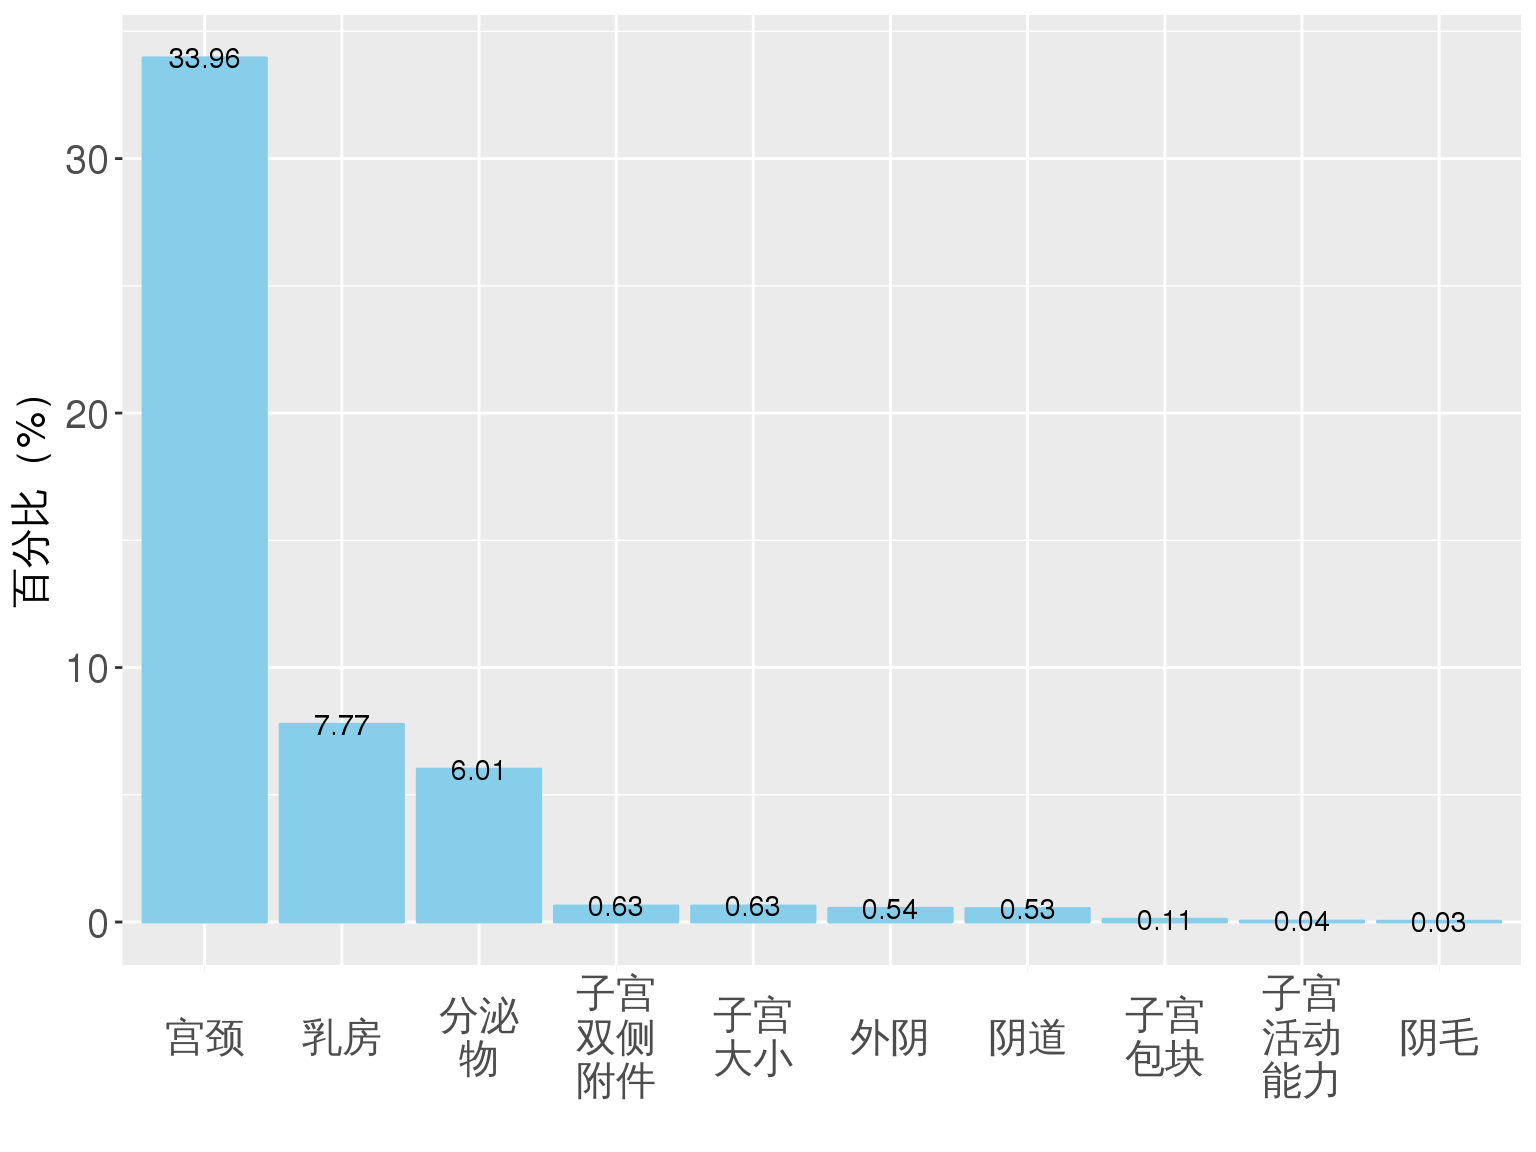 百分比（%）
30
20
10
0
33.96
7.77
6.01
0.63
0.63
0.54
0.53
0.11
0.04
0.03
宫颈
乳房
分泌
物
子宫
双侧
附件
子宫
大小
外阴
阴道
子宫
包块
子宫
活动
能力
阴毛